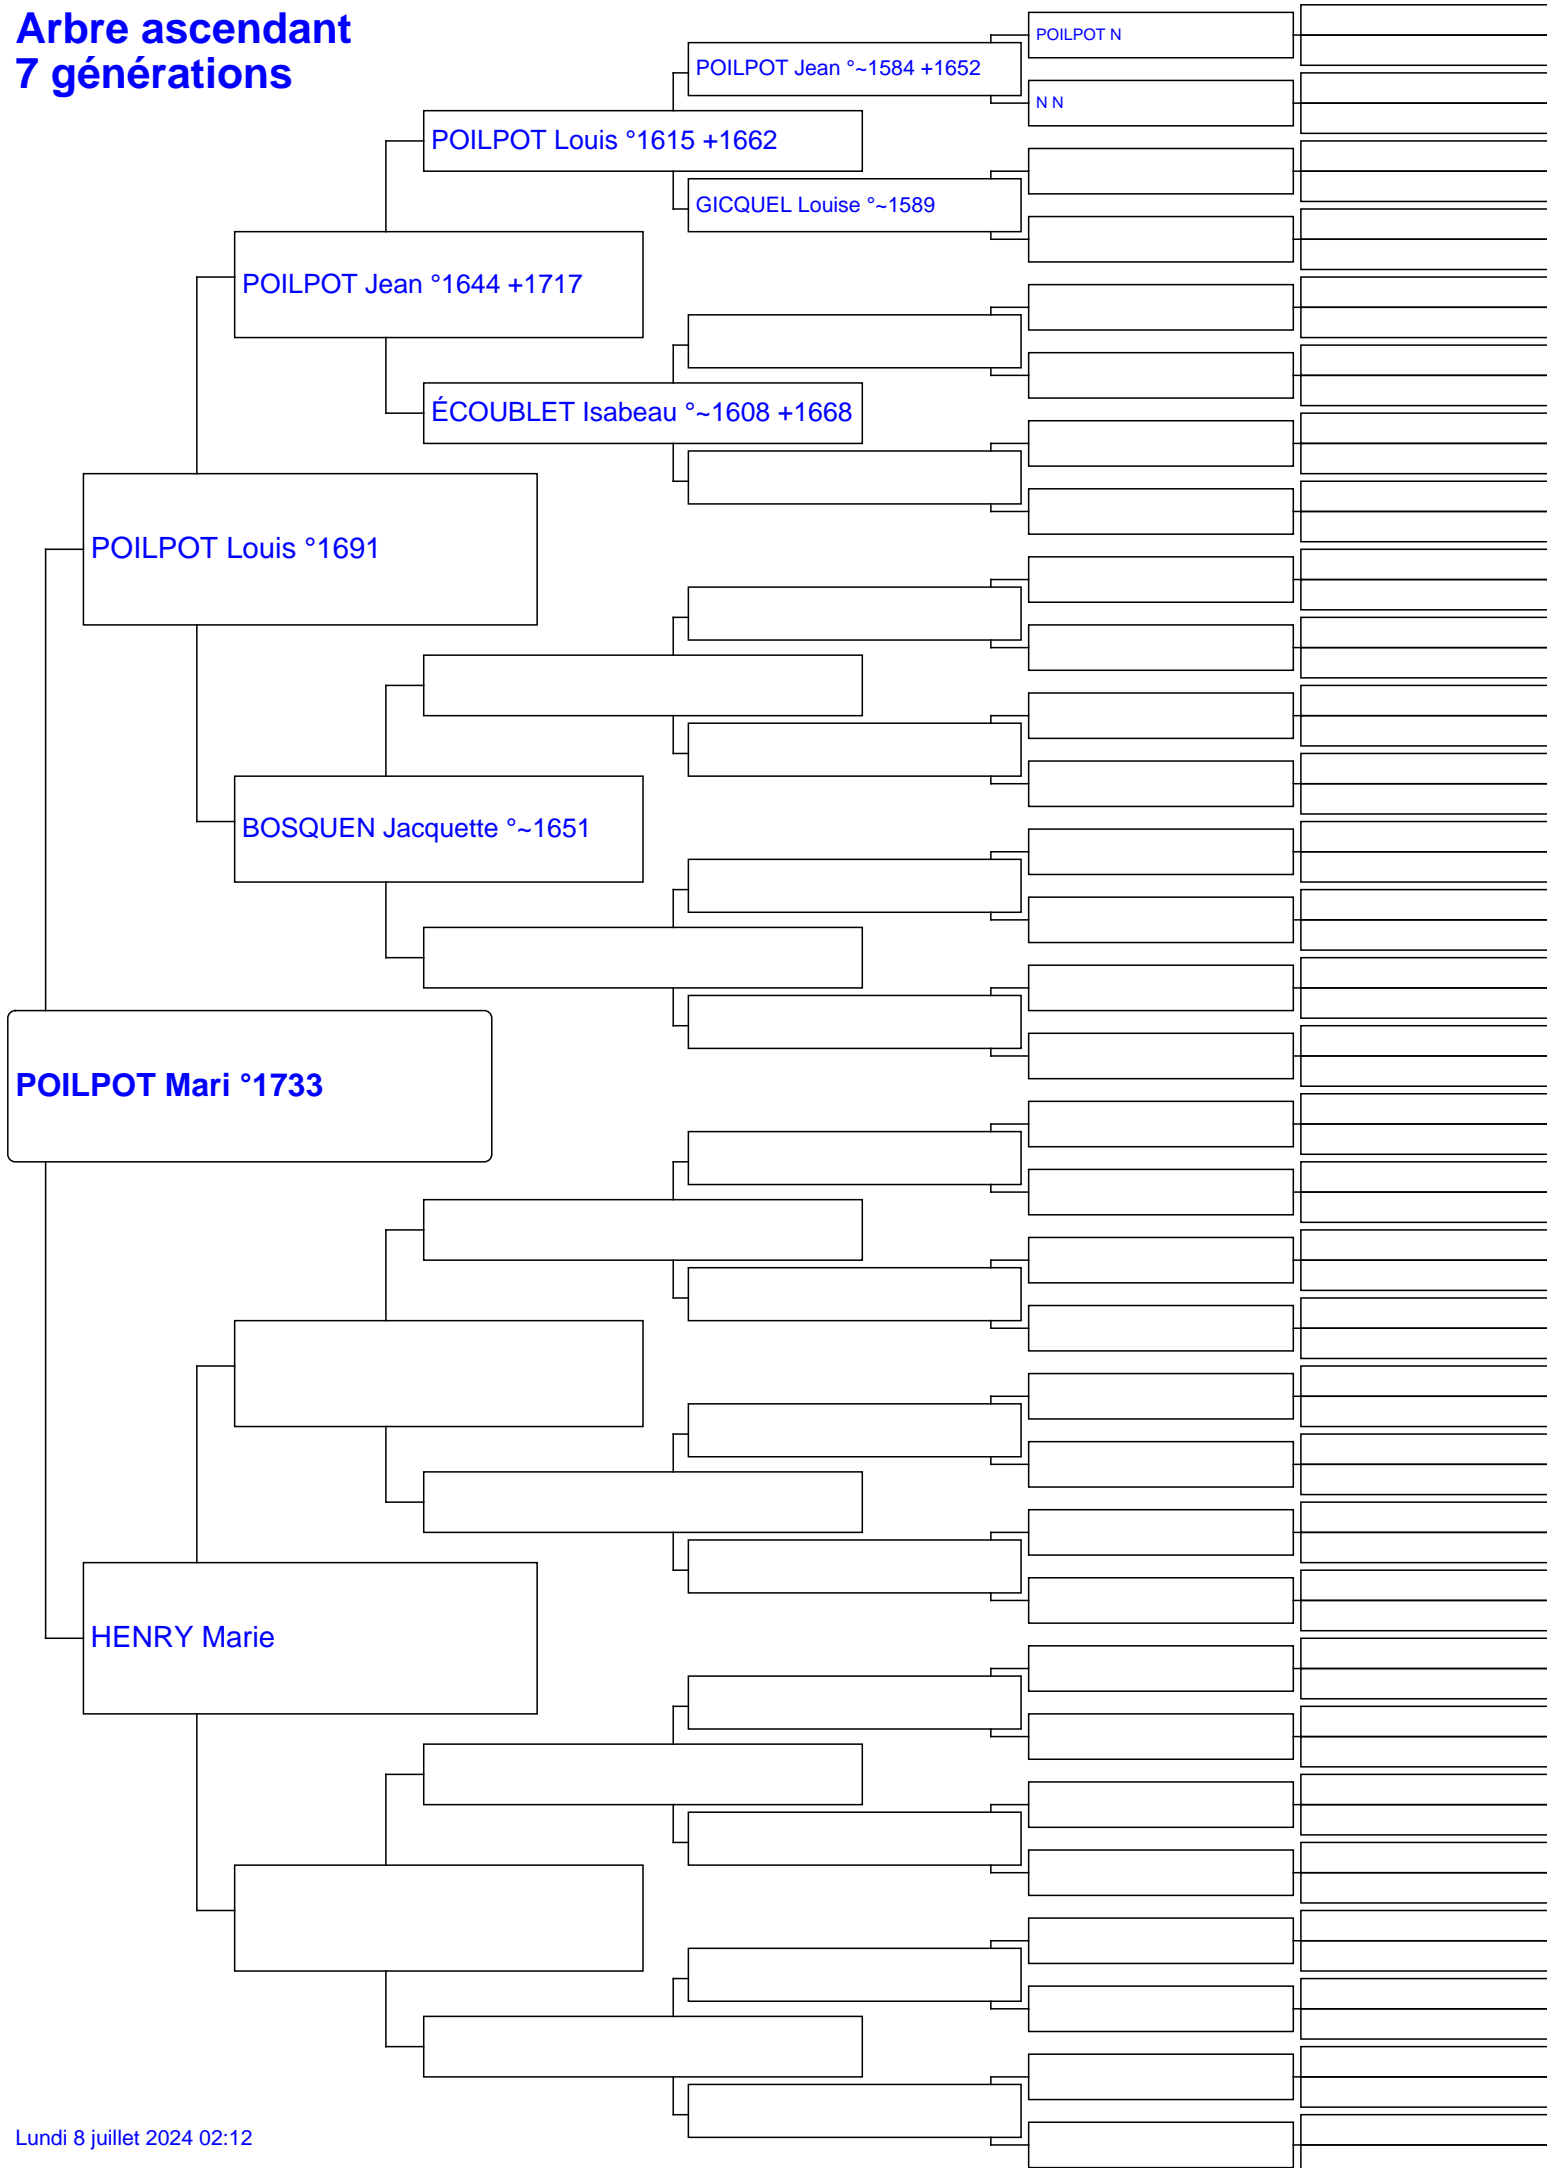 Arbre ascendant
7 générations
POILPOT N
POILPOT Jean °~1584 +1652
N N
POILPOT Louis °1615 +1662
GICQUEL Louise °~1589
POILPOT Jean °1644 +1717
ÉCOUBLET Isabeau °~1608 +1668
POILPOT Louis °1691
BOSQUEN Jacquette °~1651
POILPOT Mari °1733
HENRY Marie
Lundi 8 juillet 2024 02:12